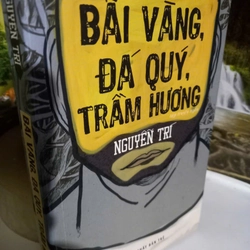 BÃI VÀNG,
ĐÁ QUÝ,
TRẦM HƯƠNG
NGUYỄN TRÍ
NGUYỄN TRÍ